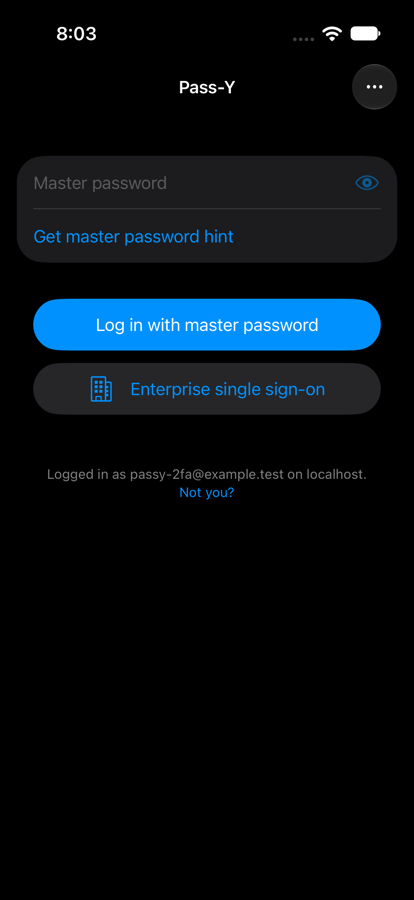 8:03
Pass-Y
Master password
Get master password hint
Log in with master password
Enterprise single sign-on
Logged in as passy-2fa@example.test on localhost.
Not you?